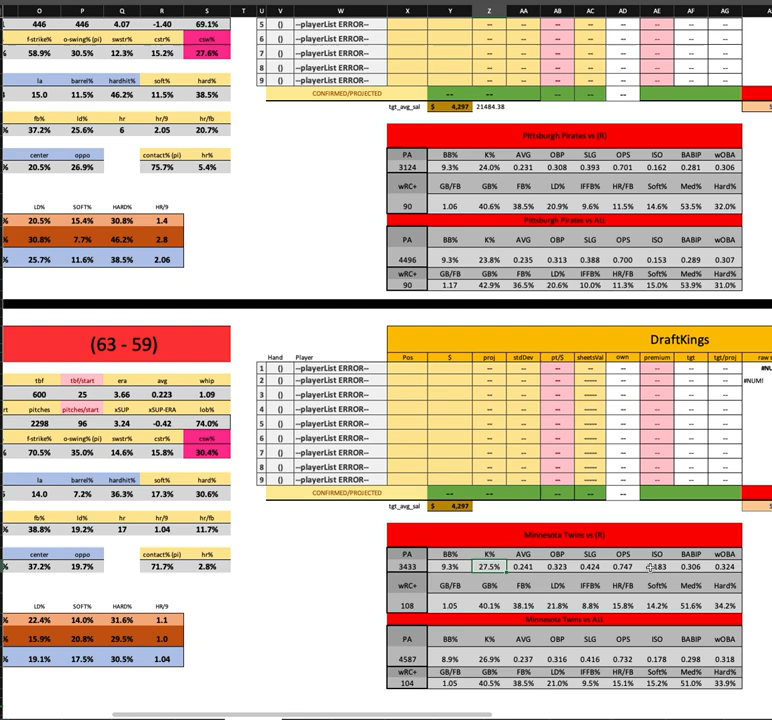 O P Q R S T U V W X Y Z AA AB AC AD AE AF AG
446 446 4.07 -1.40 69.1% 5 () --playerList ERROR-- -- -- -- -- -- -- --
f-strike% o-swing% (pi) swstr% cstr% csw% 6 () --playerList ERROR-- -- -- -- -- -- -- --
58.9% 30.5% 12.3% 15.2% 27.6% 7 () --playerList ERROR-- -- -- -- -- -- -- --
la barrel% hardhit% soft% hard% 8 () --playerList ERROR-- -- -- -- -- -- -- --
9 () --playerList ERROR-- -- -- -- -- -- -- --
15.0 11.5% 46.2% 11.5% 38.5% CONFIRMED/PROJECTED -- -- -- -- --
tgt_avg_sal $ 4,297 21484.38
fb% ld% hr hr/9 hr/fb
37.2% 25.6% 6 2.05 20.7% Pittsburgh Pirates vs (R)
center oppo contact% (pi) hr% PA BB% K% AVG OBP SLG OPS ISO BABIP wOBA
20.5% 26.9% 75.7% 5.4% 3124 9.3% 24.0% 0.231 0.308 0.393 0.701 0.162 0.281 0.306
wRC+ GB/FB GB% FB% LD% IFFB% HR/FB Soft% Med% Hard%
LD% SOFT% HARD% HR/9 90 1.06 40.6% 38.5% 20.9% 9.6% 11.5% 14.6% 53.5% 32.0%
% 20.5% 15.4% 30.8% 1.4 Pittsburgh Pirates vs ALL
% 30.8% 7.7% 46.2% 2.8 PA BB% K% AVG OBP SLG OPS ISO BABIP wOBA
% 25.7% 11.6% 38.5% 2.06 4496 9.3% 23.8% 0.235 0.313 0.388 0.700 0.153 0.289 0.307
wRC+ GB/FB GB% FB% LD% IFFB% HR/FB Soft% Med% Hard%
90 1.17 42.9% 36.5% 20.6% 10.0% 11.3% 15.0% 53.9% 31.0%
(63 - 59) DraftKings
Hand Player Pos $ proj stdDev pt/$ sheetsVal own premium tgt tgt/proj raw
1 () --playerList ERROR-- -- -- -- -- -- -- -- #NU
tbf tbf/start era avg whip 2 () --playerList ERROR-- -- -- -- ----- -- -- -- #NUM!
600 25 3.66 0.223 1.09 3 () --playerList ERROR-- -- -- -- ----- -- -- --
rt pitches pitches/start xSUP xSUP-ERA lob% 4 () --playerList ERROR-- -- -- -- ----- -- -- --
2298 96 3.24 -0.42 74.0% 5 () --playerList ERROR-- -- -- -- ----- -- -- --
f-strike% o-swing% (pi) swstr% cstr% csw% 6 () --playerList ERROR-- -- -- -- ----- -- -- --
70.5% 35.0% 14.6% 15.8% 30.4% 7 () --playerList ERROR-- -- -- -- ----- -- -- --
8 () --playerList ERROR-- -- -- -- ----- -- -- --
la barrel% hardhit% soft% hard% 9 () --playerList ERROR-- -- -- -- ----- -- -- --
14.0 7.2% 36.3% 17.3% 30.6% CONFIRMED/PROJECTED -- -- -- -- --
tgt_avg_sal $ 4,297
fb% ld% hr hr/9 hr/fb
38.8% 19.2% 17 1.04 11.7% Minnesota Twins vs (R)
center oppo contact% (pi) hr% PA BB% K% AVG OBP SLG OPS ISO BABIP wOBA
37.2% 19.7% 71.7% 2.8% 3433 9.3% 27.5% 0.241 0.323 0.424 0.747 183 0.306 0.324
wRC+ GB/FB GB% FB% LD% IFFB% HR/FB Soft% Med% Hard%
LD% SOFT% HARD% HR/9 108 1.05 40.1% 38.1% 21.8% 8.8% 15.8% 14.2% 51.6% 34.2%
% 22.4% 14.0% 31.6% 1.1 Minnesota Twins vs ALL
% 15.9% 20.8% 29.5% 1.0 PA BB% K% AVG OBP SLG OPS ISO BABIP wOBA
% 19.1% 17.5% 30.5% 1.04 4587 8.9% 26.9% 0.237 0.316 0.416 0.732 0.178 0.298 0.318
wRC+ GB/FB GB% FB% LD% IFFB% HR/FB Soft% Med% Hard%
104 1.05 40.5% 38.5% 21.0% 9.5% 15.1% 15.2% 51.0% 33.9%